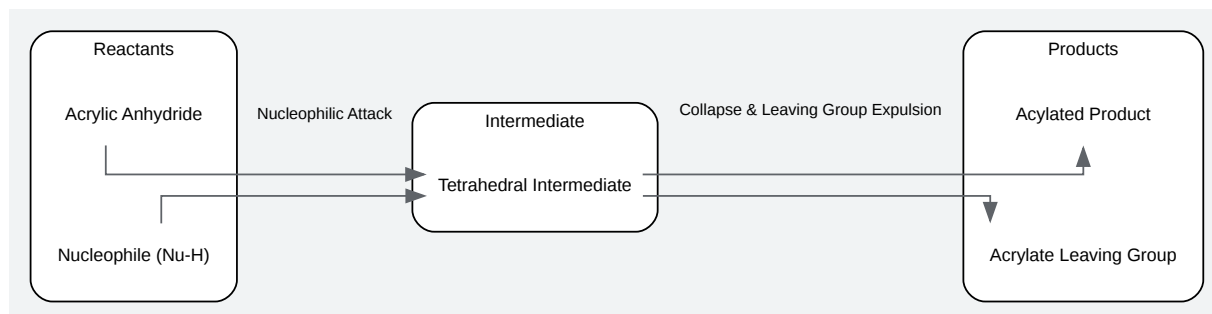 Reactants
Acrylic Anhydride
Nucleophile (Nu-H)
Nucleophilic Attack
Intermediate
Tetrahedral Intermediate
Collapse & Leaving Group Expulsion
Products
Acylated Product
Acrylate Leaving Group